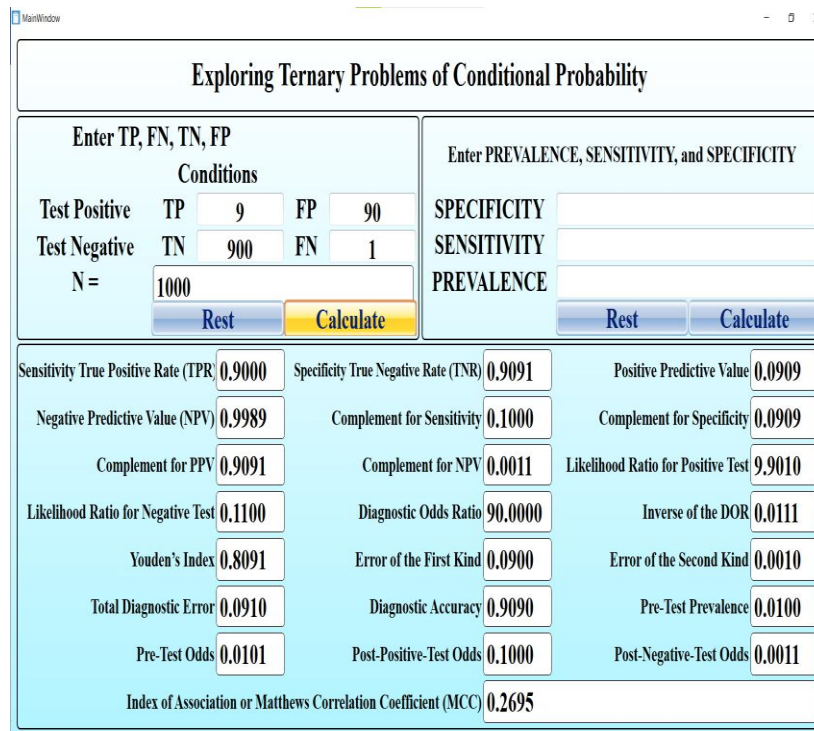 MainWindow
Exploring Ternary Problems of Conditional Probability
Enter TP, FN, TN, FP
Conditions
Test Positive TP 9 FP 90
Test Negative TN 900 FN 1
N = 1000
Rest Calculate
Enter PREVALENCE, SENSITIVITY, and SPECIFICITY
SPECIFICITY
SENSITIVITY
PREVALENCE
Rest Calculate
Sensitivity True Positive Rate (TPR) 0.9000 Specificity True Negative Rate (TNR) 0.9091 Positive Predictive Value 0.0909
Negative Predictive Value (NPV) 0.9989 Complement for Sensitivity 0.1000 Complement for Specificity 0.0909
Complement for PPV 0.9091 Complement for NPV 0.0011 Likelihood Ratio for Positive Test 9.9010
Likelihood Ratio for Negative Test 0.1100 Diagnostic Odds Ratio 90.0000 Inverse of the DOR 0.0111
Youden's Index 0.8091 Error of the First Kind 0.0900 Error of the Second Kind 0.0010
Total Diagnostic Error 0.0910 Diagnostic Accuracy 0.9090 Pre-Test Prevalence 0.0100
Pre-Test Odds 0.0101 Post-Positive-Test Odds 0.1000 Post-Negative-Test Odds 0.0011
Index of Association or Matthews Correlation Coefficient (MCC) 0.2695